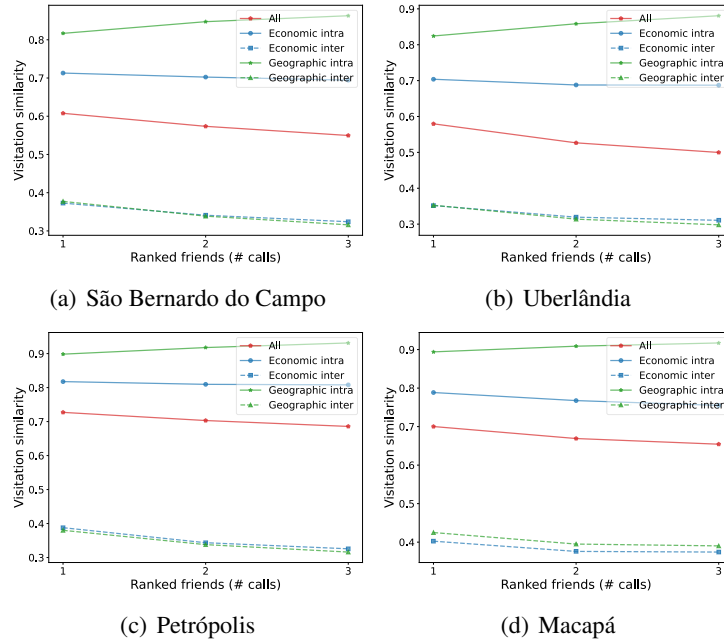 Visitation similarity
0.8
0.7
0.6
0.5
0.4
0.3
All
Economic intra
Economic inter
Geographic intra
Geographic inter
1 2 3
Ranked friends (# calls)
(a) São Bernardo do Campo
Visitation similarity
0.9
0.8
0.7
0.6
0.5
0.4
0.3
All
Economic intra
Economic inter
Geographic intra
Geographic inter
1 2 3
Ranked friends (# calls)
(b) Uberlândia
Visitation similarity
0.9
0.8
0.7
0.6
0.5
0.4
0.3
All
Economic intra
Economic inter
Geographic intra
Geographic inter
1 2 3
Ranked friends (# calls)
(c) Petrópolis
Visitation similarity
0.9
0.8
0.7
0.6
0.5
0.4
All
Economic intra
Economic inter
Geographic intra
Geographic inter
1 2 3
Ranked friends (# calls)
(d) Macapá